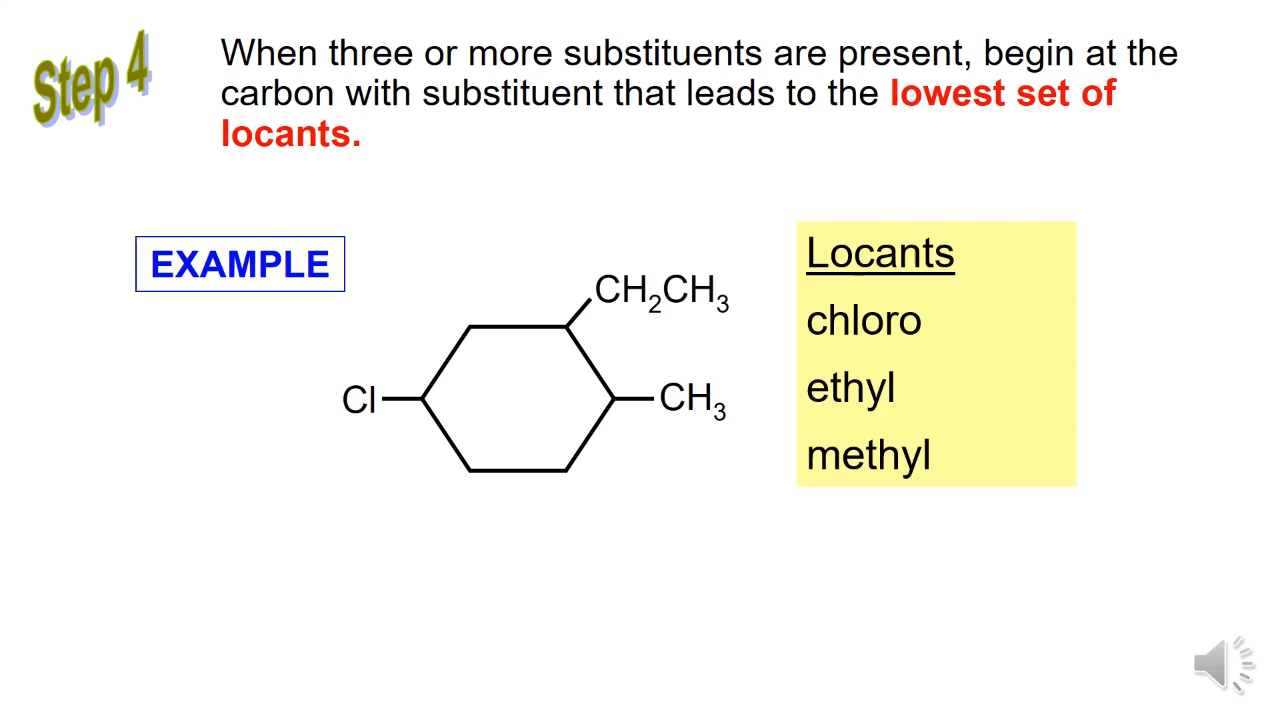 Step 4
When three or more substituents are present, begin at the
carbon with substituent that leads to the lowest set of
locants.
EXAMPLE
CH₂CH₃
Cl
CH₃
Locants
chloro
ethyl
methyl